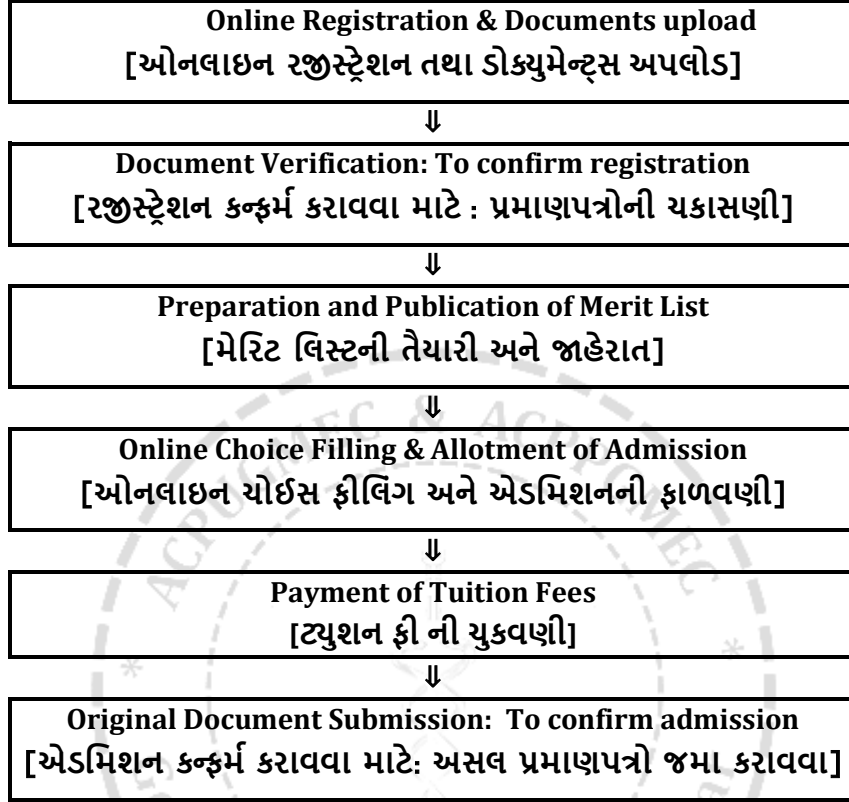 Online Registration & Documents upload
[ઓનલાઇન રજીસ્ટ્રેશન તથા ડોક્યુમેન્ટ્સ અપલોડ]
⇓
Document Verification: To confirm registration
[રજીસ્ટ્રેશન કન્ફર્મ કરાવવા માટે : પ્રમાણપત્રોની ચકાસણી]
⇓
Preparation and Publication of Merit List
[મેરિટ લિસ્ટની તૈયારી અને જાહેરાત]
⇓
Online Choice Filling & Allotment of Admission
[ઓનલાઇન ચોઈસ ફીલિંગ અને એડમિશનની ફાળવણી]
⇓
Payment of Tuition Fees
[ટ્યુશન ફી ની ચુકવણી]
⇓
Original Document Submission: To confirm admission
[એડમિશન કન્ફર્મ કરાવવા માટે: અસલ પ્રમાણપત્રો જમા કરાવવા]
ACPUGMEC & ACPPGMEC